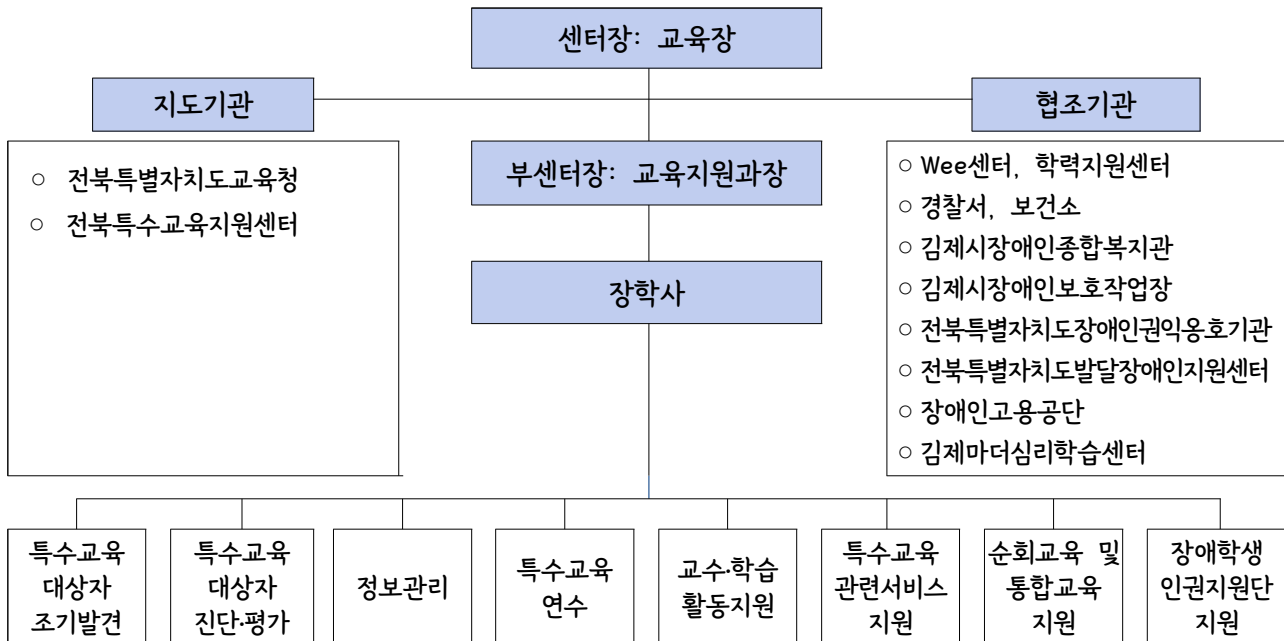 센터장: 교육장
지도기관
협조기관
○ 전북특별자치도교육청
○ 전북특수교육지원센터
부센터장: 교육지원과장
장학사
○ Wee센터, 학력지원센터
○ 경찰서, 보건소
○ 김제시장애인종합복지관
○ 김제시장애인보호작업장
○ 전북특별자치도장애인권익옹호기관
○ 전북특별자치도발달장애인지원센터
○ 장애인고용공단
○ 김제마더심리학습센터
특수교육
대상자
조기발견
특수교육
대상자
진단·평가
정보관리
특수교육
연수
교수·학습
활동지원
특수교육
관련서비스
지원
순회교육 및
통합교육
지원
장애학생
인권지원단
지원